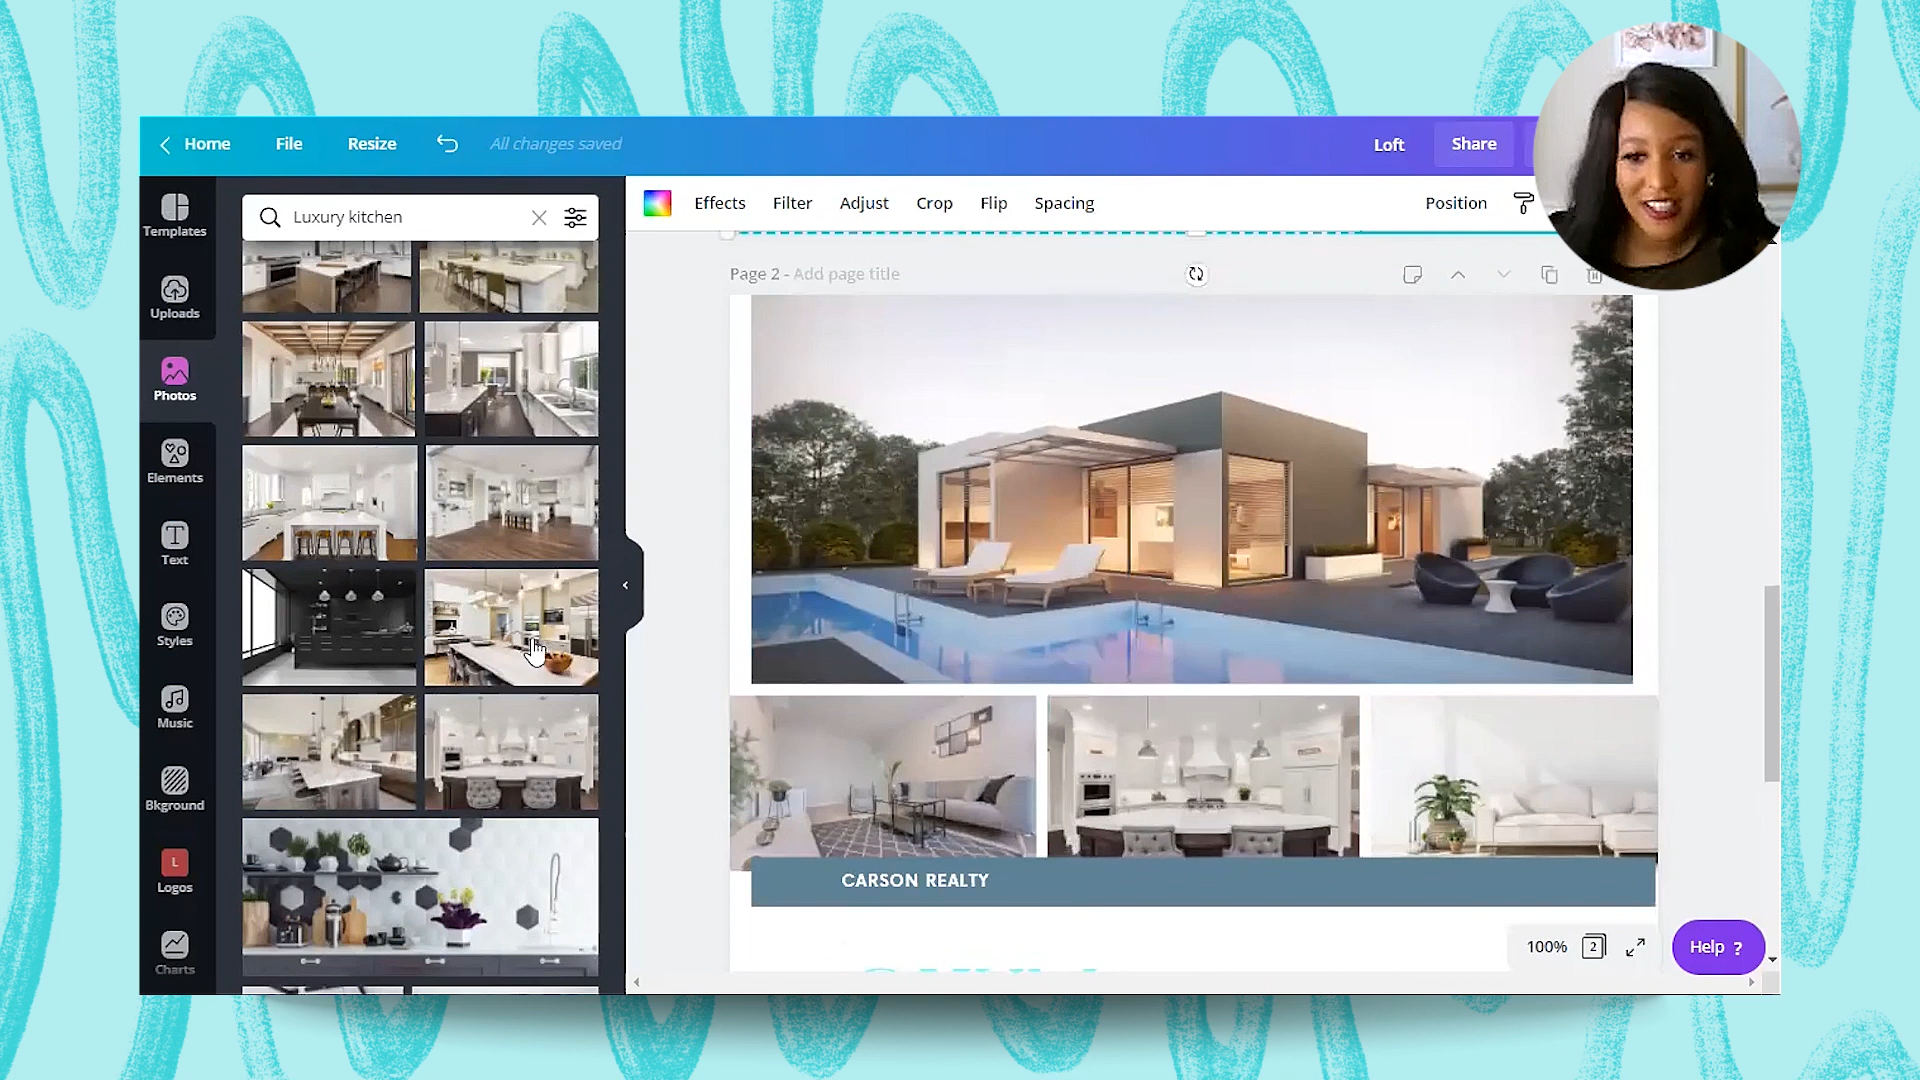 Home File Resize All changes saved Loft Share
Luxury kitchen
Effects Filter Adjust Crop Flip Spacing Position
Templates
Uploads
Photos
Elements
Text
Styles
Music
Bkground
L
Logos
Charts
Page 2 - Add page title
CARSON REALTY
100% 2
Help ?